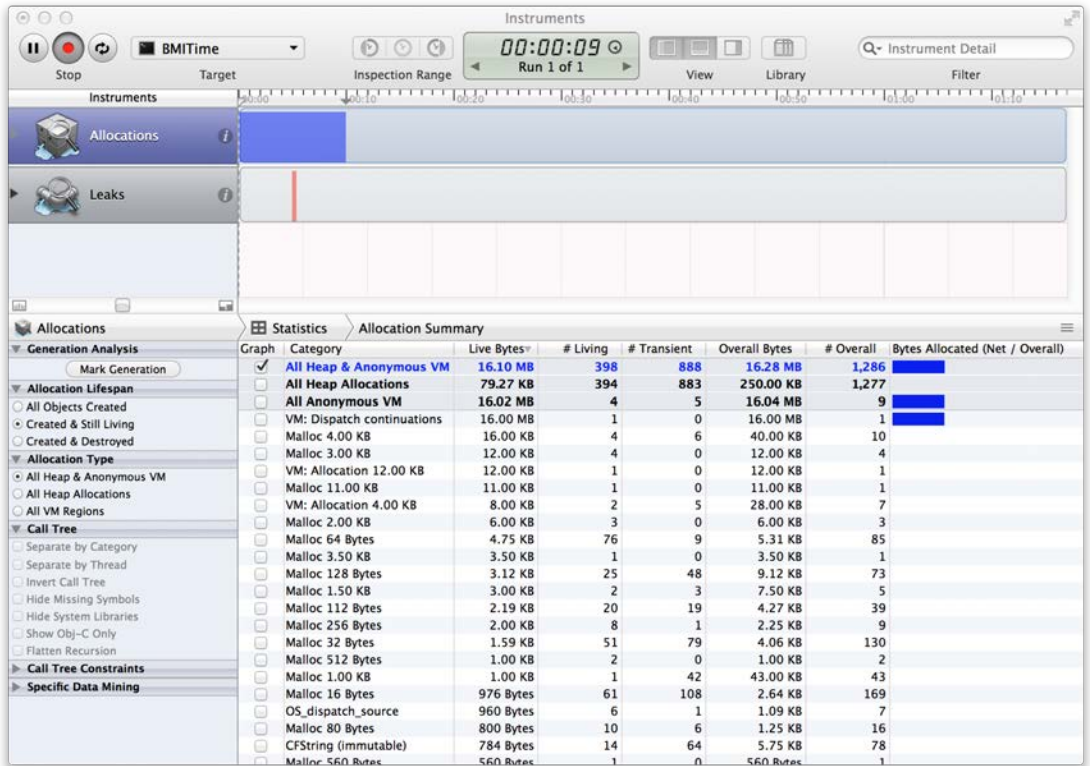 Instruments
Stop
BMITime
Target
Inspection Range
00:00:09
Run 1 of 1
View
Library
Instrument Detail
Filter
Instruments
00:00 00:10 00:20 00:30 00:40 00:50 01:00 01:10
Allocations
Leaks
Allocations
Statistics Allocation Summary
Generation Analysis
Mark Generation
Allocation Lifespan
All Objects Created
Created & Still Living
Created & Destroyed
Allocation Type
All Heap & Anonymous VM
All Heap Allocations
All VM Regions
Call Tree
Separate by Category
Separate by Thread
Invert Call Tree
Hide Missing Symbols
Hide System Libraries
Show Obj-C Only
Flatten Recursion
Call Tree Constraints
Specific Data Mining
Graph Category Live Bytes # Living # Transient Overall Bytes # Overall Bytes Allocated (Net / Overall)
All Heap & Anonymous VM 16.10 MB 398 888 16.28 MB 1,286
All Heap Allocations 79.27 KB 394 883 250.00 KB 1,277
All Anonymous VM 16.02 MB 4 5 16.04 MB 9
VM: Dispatch continuations 16.00 MB 1 0 16.00 MB 1
Malloc 4.00 KB 16.00 KB 4 6 40.00 KB 10
Malloc 3.00 KB 12.00 KB 4 0 12.00 KB 4
VM: Allocation 12.00 KB 12.00 KB 1 0 12.00 KB 1
Malloc 11.00 KB 11.00 KB 1 0 11.00 KB 1
VM: Allocation 4.00 KB 8.00 KB 2 5 28.00 KB 7
Malloc 2.00 KB 6.00 KB 3 0 6.00 KB 3
Malloc 64 Bytes 4.75 KB 76 9 5.31 KB 85
Malloc 3.50 KB 3.50 KB 1 0 3.50 KB 1
Malloc 128 Bytes 3.12 KB 25 48 9.12 KB 73
Malloc 1.50 KB 3.00 KB 2 3 7.50 KB 5
Malloc 112 Bytes 2.19 KB 20 19 4.27 KB 39
Malloc 256 Bytes 2.00 KB 8 1 2.25 KB 9
Malloc 32 Bytes 1.59 KB 51 79 4.06 KB 130
Malloc 512 Bytes 1.00 KB 2 0 1.00 KB 2
Malloc 1.00 KB 1.00 KB 1 42 43.00 KB 43
Malloc 16 Bytes 976 Bytes 61 108 2.64 KB 169
OS_dispatch_source 960 Bytes 6 1 1.09 KB 7
Malloc 80 Bytes 800 Bytes 10 6 1.25 KB 16
CFString (immutable) 784 Bytes 14 64 5.75 KB 78
Malloc 560 Bytes 560 Bytes 1 0 560 Bytes 1